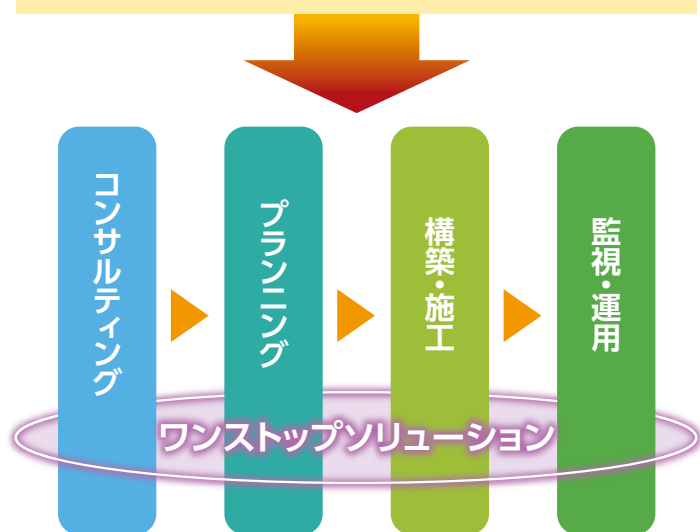 コンサルティング
プランニング
構築・施工
監視・運用
ワンストップソリューション